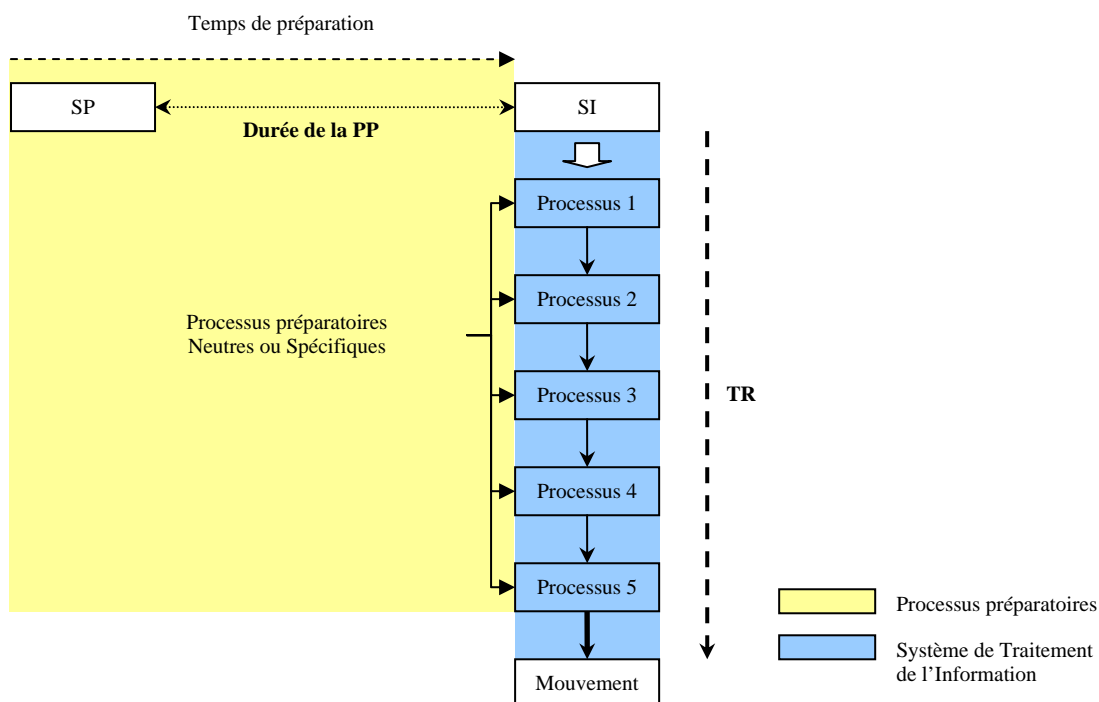 Temps de préparation
SP
SI
Durée de la PP
Processus 1
Processus 2
Processus préparatoires
Neutres ou Spécifiques
Processus 3
TR
Processus 4
Processus 5
Processus préparatoires
Système de Traitement
de l'Information
Mouvement